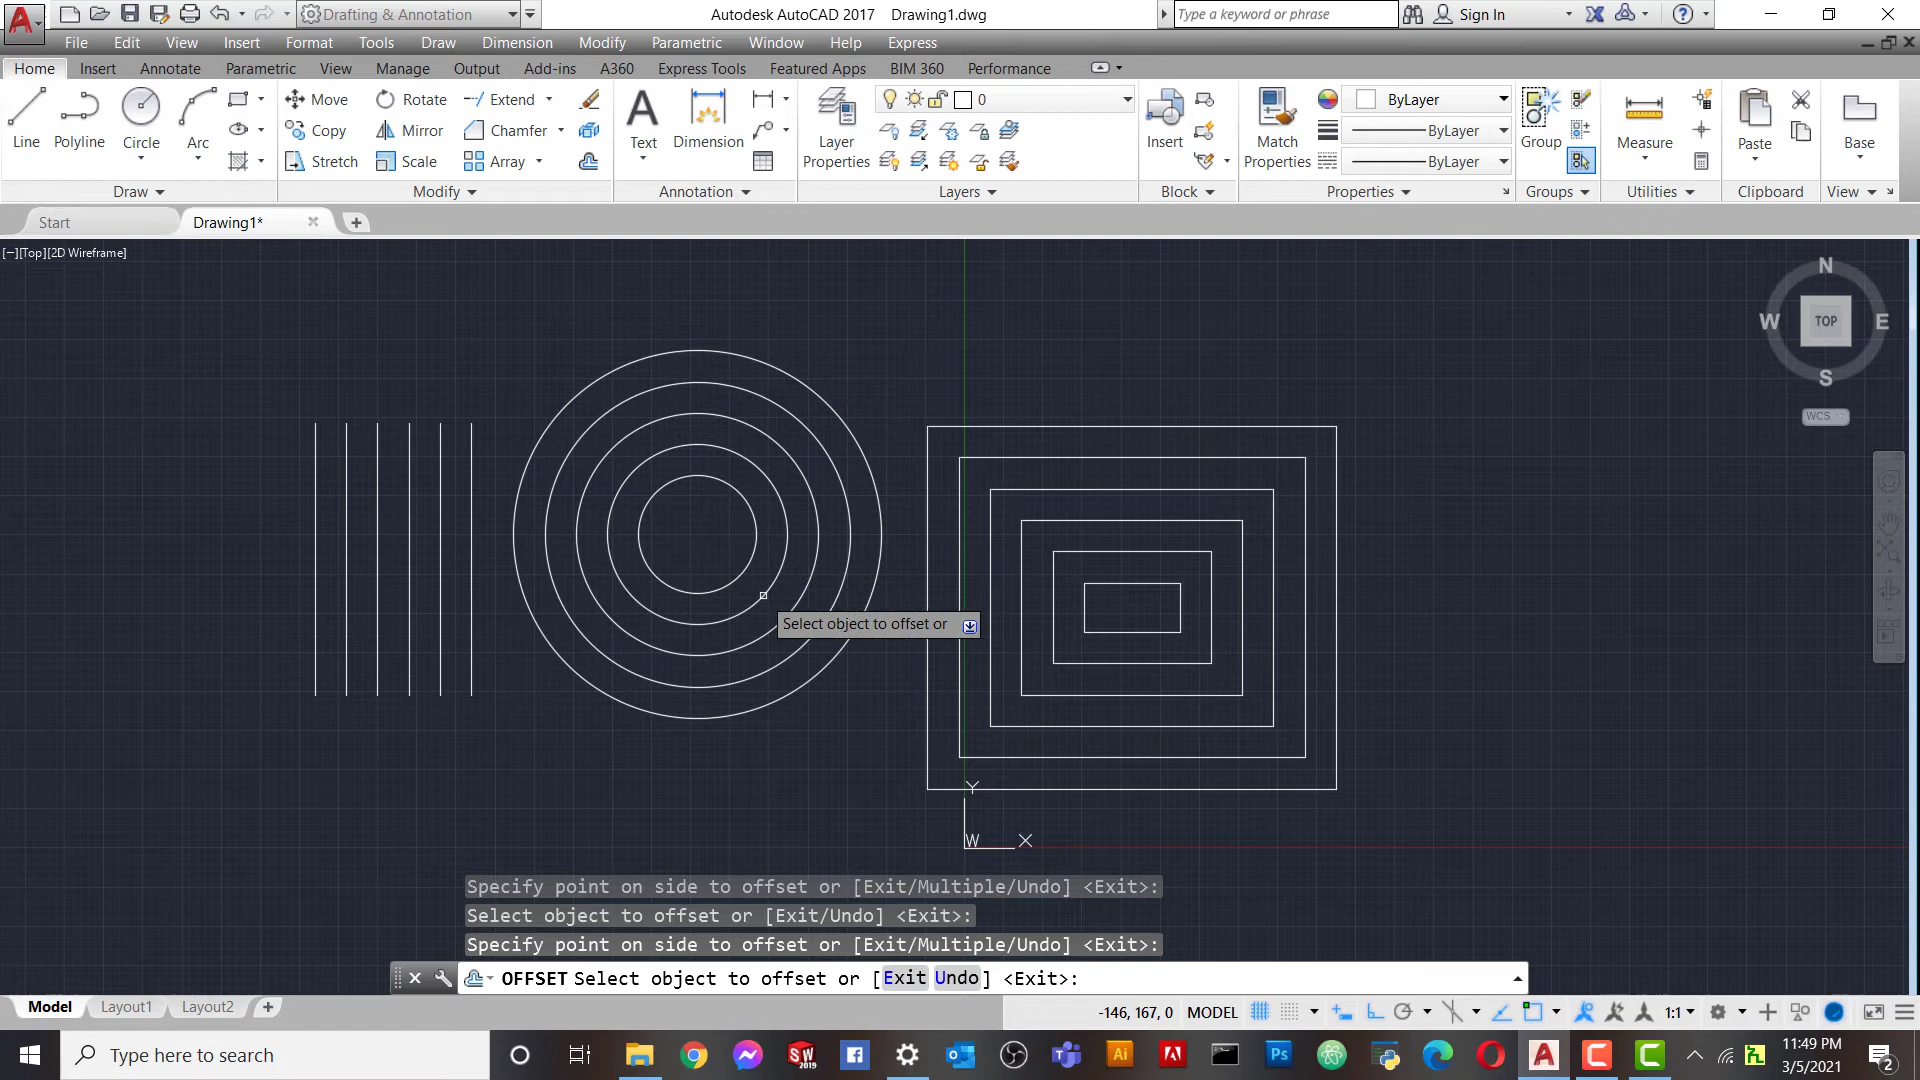 Drafting & Annotation
Autodesk AutoCAD 2017 Drawing1.dwg
Type a keyword or phrase
Sign In
File Edit View Insert Format Tools Draw Dimension Modify Parametric Window Help Express
Home Insert Annotate Parametric View Manage Output Add-ins A360 Express Tools Featured Apps BIM 360 Performance
Line
Polyline
Circle
Arc
Move Rotate Extend
Copy Mirror Chamfer
Stretch Scale Array
Text
Dimension
Layer
Properties
0
Insert
Match
Properties
ByLayer
ByLayer
ByLayer
Group
Measure
Paste
Base
Draw Modify Annotation Layers Block Properties Groups Utilities Clipboard View
Start Drawing1*
[−][Top][2D Wireframe]
N
W TOP E
S
WCS
Select object to offset or
Y
W X
Specify point on side to offset or [Exit/Multiple/Undo] <Exit>:
Select object to offset or [Exit/Undo] <Exit>:
Specify point on side to offset or [Exit/Multiple/Undo] <Exit>:
OFFSET Select object to offset or [Exit Undo] <Exit>:
Model Layout1 Layout2
-146, 167, 0 MODEL
1:1
Type here to search
SW
2019
Ai
Ps
11:49 PM
3/5/2021
2